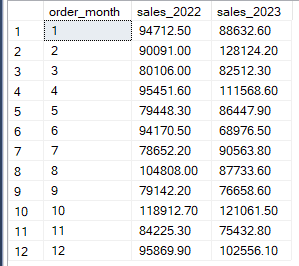 order_month sales_2022 sales_2023
1 1 94712.50 88632.60
2 2 90091.00 128124.20
3 3 80106.00 82512.30
4 4 95451.60 111568.60
5 5 79448.30 86447.90
6 6 94170.50 68976.50
7 7 78652.20 90563.80
8 8 104808.00 87733.60
9 9 79142.20 76658.60
10 10 118912.70 121061.50
11 11 84225.30 75432.80
12 12 95869.90 102556.10